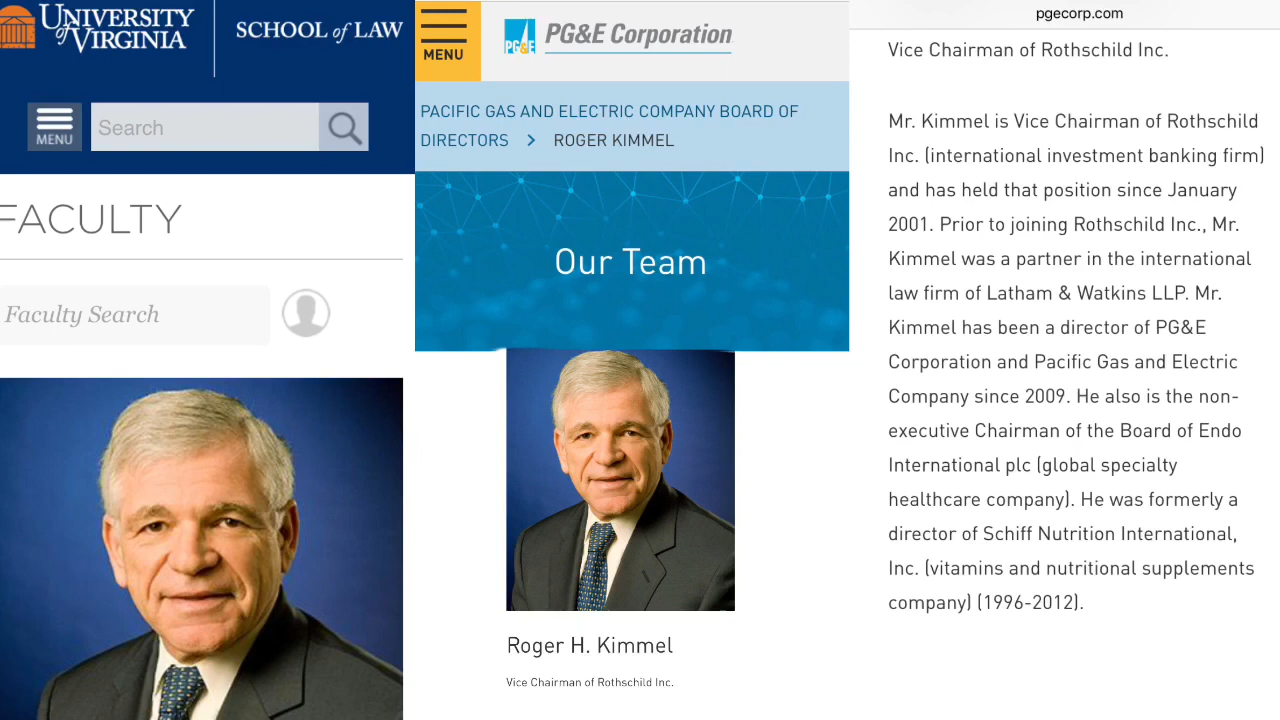 UNIVERSITY
of VIRGINIA
SCHOOL of LAW
MENU
Search
FACULTY
Faculty Search
MENU
PG&E
PG&E Corporation
PACIFIC GAS AND ELECTRIC COMPANY BOARD OF
DIRECTORS > ROGER KIMMEL
Our Team
Roger H. Kimmel
Vice Chairman of Rothschild Inc.
pgecorp.com
Vice Chairman of Rothschild Inc.
Mr. Kimmel is Vice Chairman of Rothschild
Inc. (international investment banking firm)
and has held that position since January
2001. Prior to joining Rothschild Inc., Mr.
Kimmel was a partner in the international
law firm of Latham & Watkins LLP. Mr.
Kimmel has been a director of PG&E
Corporation and Pacific Gas and Electric
Company since 2009. He also is the non-
executive Chairman of the Board of Endo
International plc (global specialty
healthcare company). He was formerly a
director of Schiff Nutrition International,
Inc. (vitamins and nutritional supplements
company) (1996-2012).